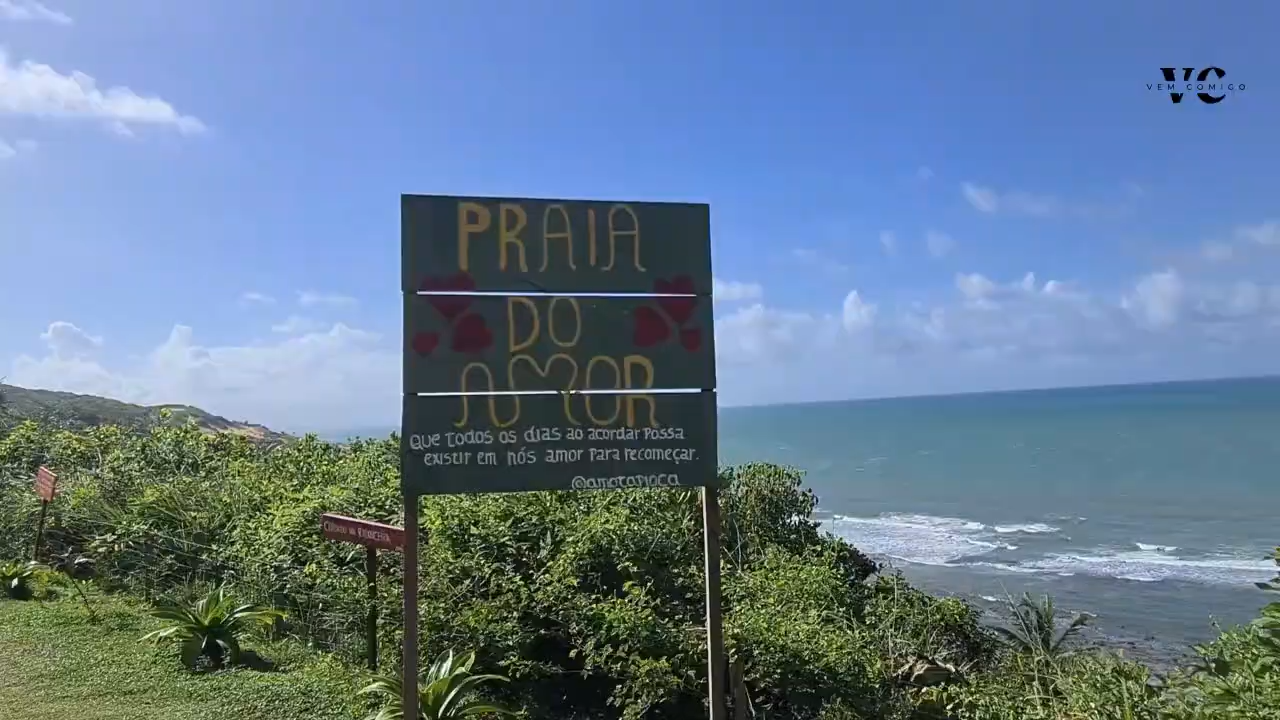 VC
VEM COMIGO
PRAIA
DO
AMOR
QUE TODOS OS DIAS AO ACORDAR POSSA
EXISTIR EM NÓS AMOR PARA RECOMEÇAR.
@AMOTAPIOCA